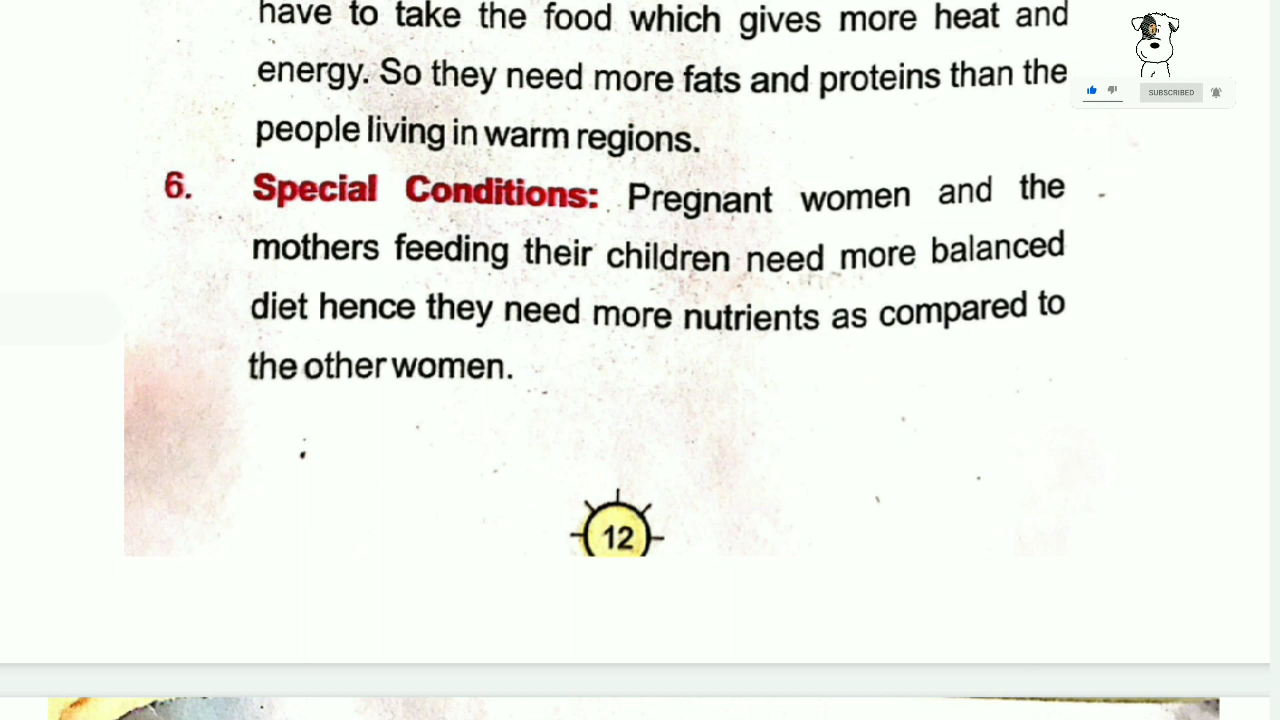 have to take the food which gives more heat and
energy. So they need more fats and proteins than the
SUBSCRIBED
people living in warm regions.
6. Special Conditions: Pregnant women and the
mothers feeding their children need more balanced
diet hence they need more nutrients as compared to
the other women.
12